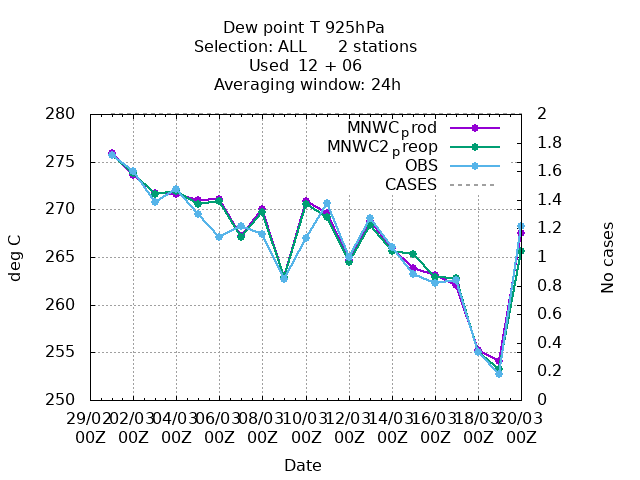 Dew point T 925hPa
Selection: ALL      2 stations
Used  12 + 06
Averaging window: 24h
280
275
270
265
260
255
250
deg C
2
1.8
1.6
1.4
1.2
1
0.8
0.6
0.4
0.2
0
No cases
MNWCprod
MNWC2preop
OBS
CASES
29/02 02/03 04/03 06/03 08/03 10/03 12/03 14/03 16/03 18/03 20/03
00Z 00Z 00Z 00Z 00Z 00Z 00Z 00Z 00Z 00Z 00Z
Date